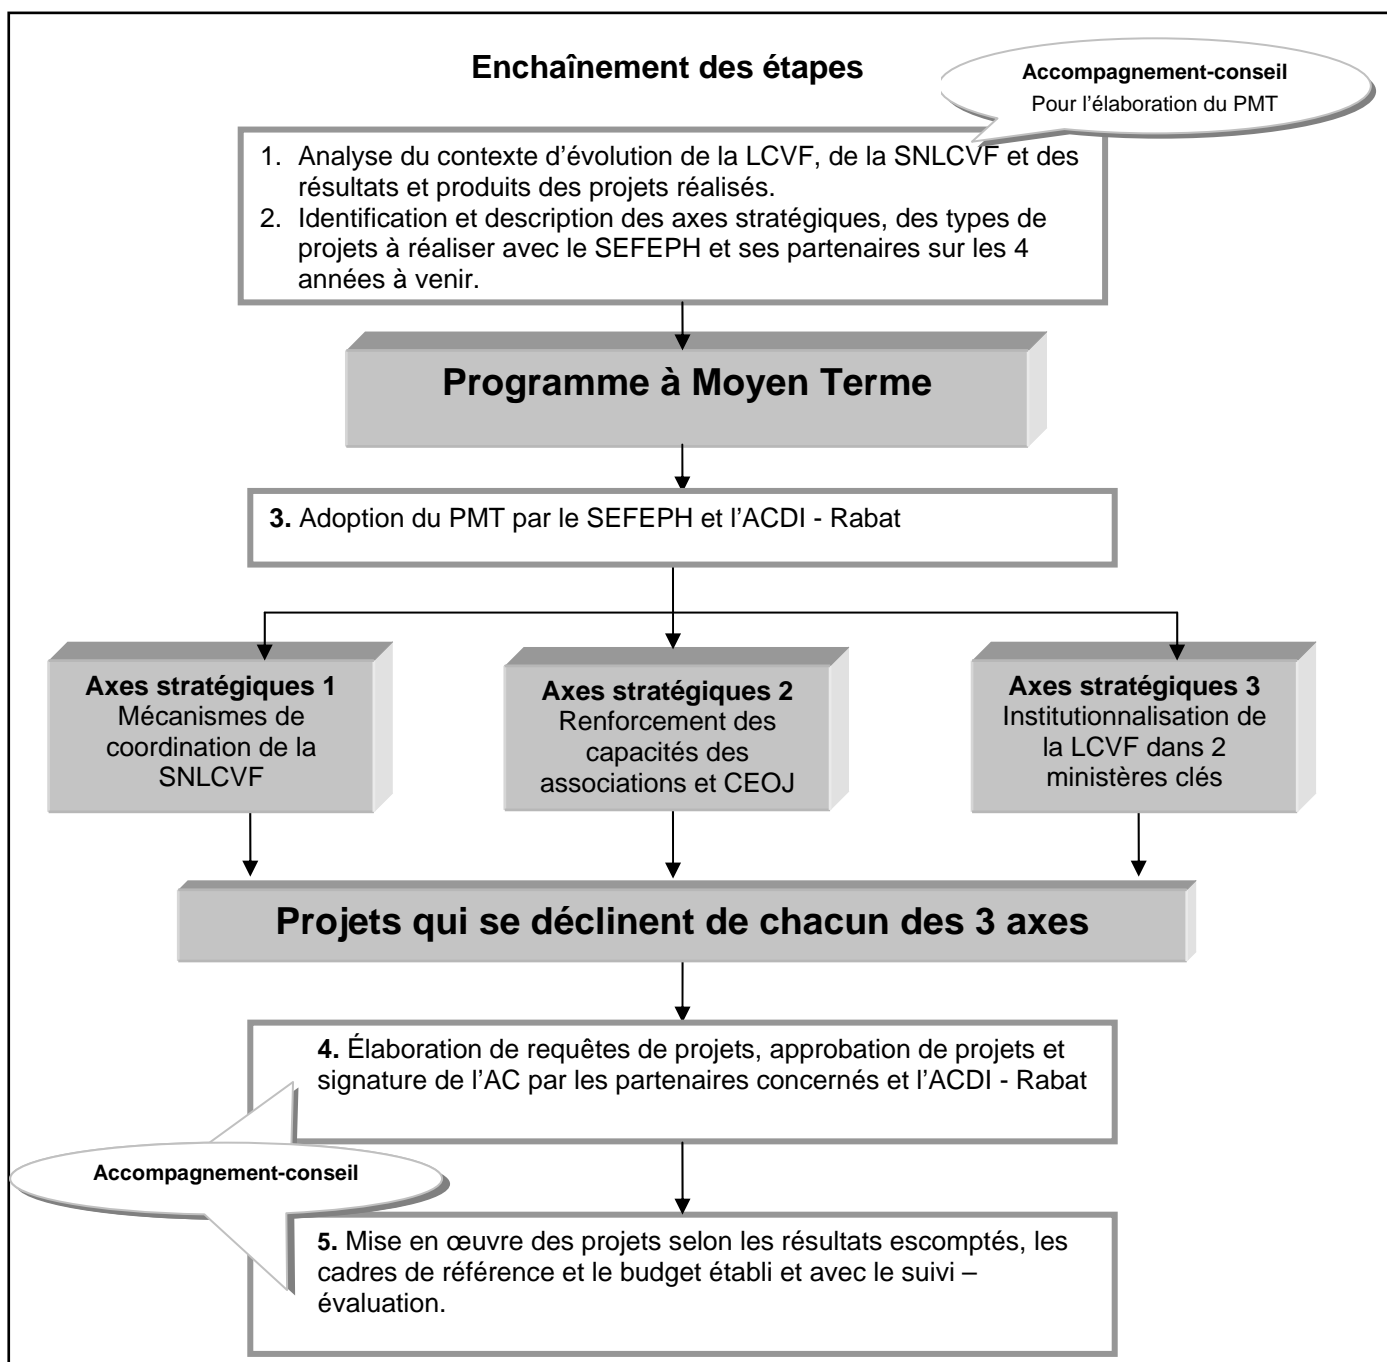 Enchaînement des étapes
Accompagnement-conseil
Pour l'élaboration du PMT
1. Analyse du contexte d'évolution de la LCVF, de la SNLCVF et des
résultats et produits des projets réalisés.
2. Identification et description des axes stratégiques, des types de
projets à réaliser avec le SEFEPH et ses partenaires sur les 4
années à venir.
Programme à Moyen Terme
3. Adoption du PMT par le SEFEPH et l'ACDI - Rabat
Axes stratégiques 1
Mécanismes de
coordination de la
SNLCVF
Axes stratégiques 2
Renforcement des
capacités des
associations et CEOJ
Axes stratégiques 3
Institutionnalisation de
la LCVF dans 2
ministères clés
Projets qui se déclinent de chacun des 3 axes
4. Élaboration de requêtes de projets, approbation de projets et
signature de l'AC par les partenaires concernés et l'ACDI - Rabat
Accompagnement-conseil
5. Mise en œuvre des projets selon les résultats escomptés, les
cadres de référence et le budget établi et avec le suivi –
évaluation.